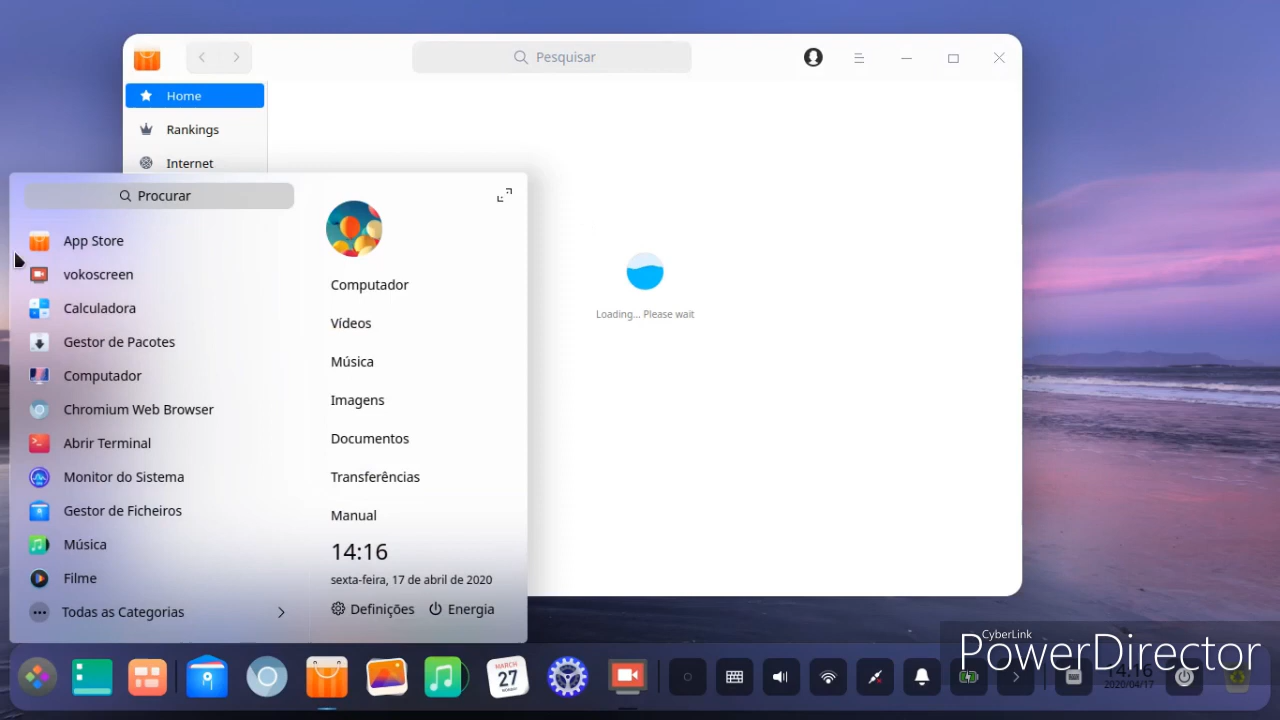 Pesquisar
Home
Rankings
Internet
Loading... Please wait
Procurar
App Store
vokoscreen
Calculadora
Gestor de Pacotes
Computador
Chromium Web Browser
Abrir Terminal
Monitor do Sistema
Gestor de Ficheiros
Música
Filme
Todas as Categorias
Computador
Vídeos
Música
Imagens
Documentos
Transferências
Manual
14:16
sexta-feira, 17 de abril de 2020
Definições
Energia
MARCH
27
MONDAY
14:16
2020/04/17
CyberLink
PowerDirector